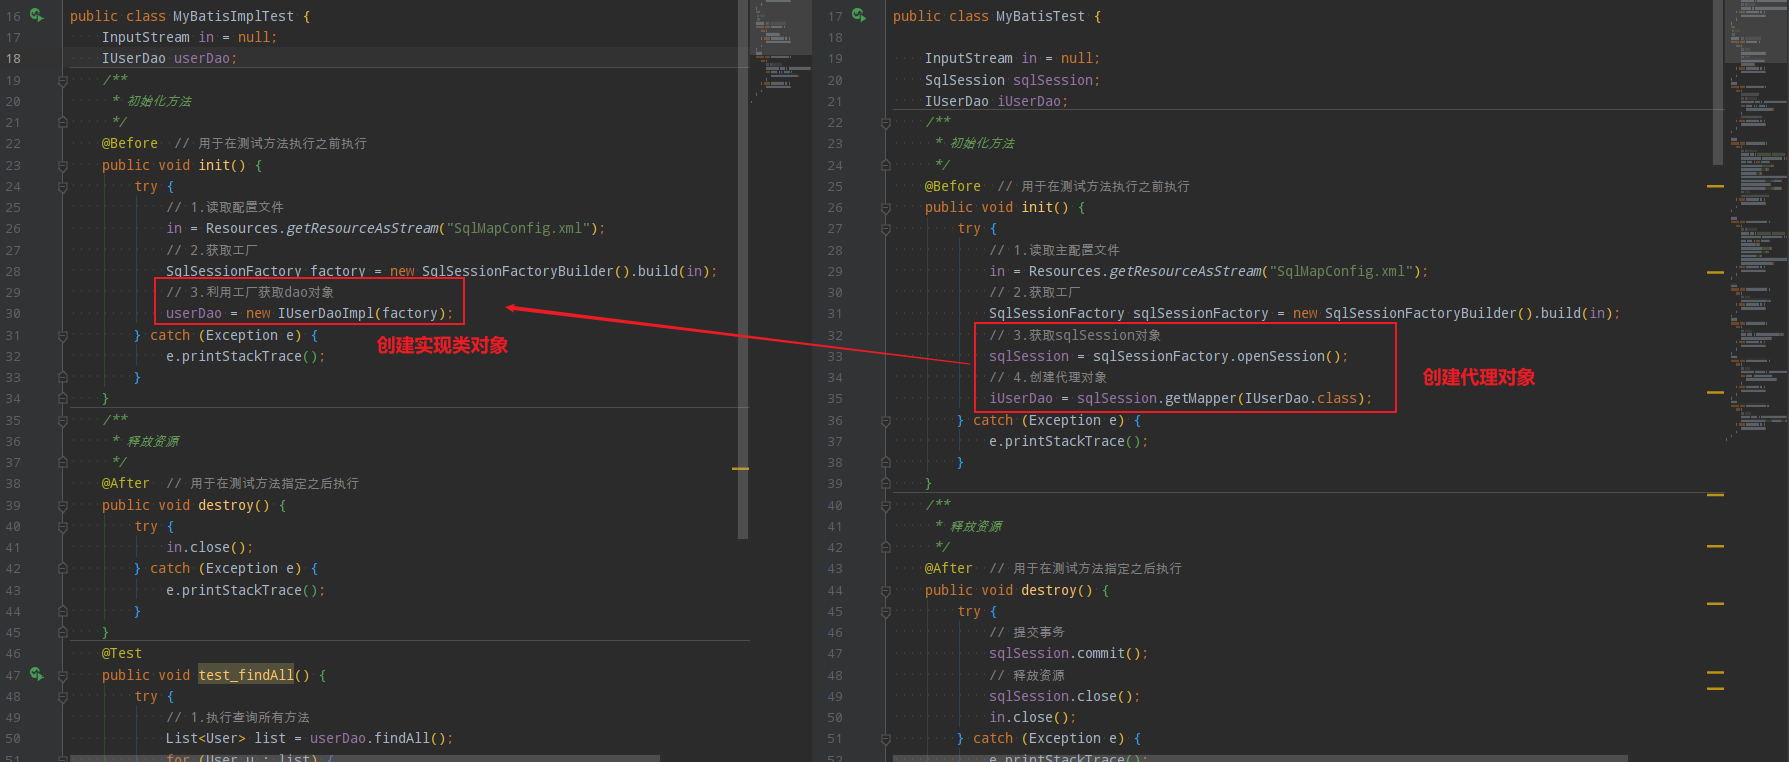 16 public class MyBatisImplTest {
17 InputStream in = null;
18 IUserDao userDao;
19 /**
20 * 初始化方法
21 */
22 @Before // 用于在测试方法执行之前执行
23 public void init() {
24 try {
25 // 1.读取配置文件
26 in = Resources.getResourceAsStream("SqlMapConfig.xml");
27 // 2.获取工厂
28 SqlSessionFactory factory = new SqlSessionFactoryBuilder().build(in);
29 // 3.利用工厂获取dao对象
30 userDao = new IUserDaoImpl(factory);
31 } catch (Exception e) {
创建实现类对象
32 e.printStackTrace();
33 }
34 }
35 /**
36 * 释放资源
37 */
38 @After // 用于在测试方法指定之后执行
39 public void destroy() {
40 try {
41 in.close();
42 } catch (Exception e) {
43 e.printStackTrace();
44 }
45 }
46 @Test
47 public void test_findAll() {
48 try {
49 // 1.执行查询所有方法
50 List<User> list = userDao.findAll();
51 for (User u : list) {
17 public class MyBatisTest {
18
19 InputStream in = null;
20 SqlSession sqlSession;
21 IUserDao iUserDao;
22 /**
23 * 初始化方法
24 */
25 @Before // 用于在测试方法执行之前执行
26 public void init() {
27 try {
28 // 1.读取主配置文件
29 in = Resources.getResourceAsStream("SqlMapConfig.xml");
30 // 2.获取工厂
31 SqlSessionFactory sqlSessionFactory = new SqlSessionFactoryBuilder().build(in);
32 // 3.获取sqlSession对象
33 sqlSession = sqlSessionFactory.openSession();
34 // 4.创建代理对象
创建代理对象
35 iUserDao = sqlSession.getMapper(IUserDao.class);
36 } catch (Exception e) {
37 e.printStackTrace();
38 }
39 }
40 /**
41 * 释放资源
42 */
43 @After // 用于在测试方法指定之后执行
44 public void destroy() {
45 try {
46 // 提交事务
47 sqlSession.commit();
48 // 释放资源
49 sqlSession.close();
50 in.close();
51 } catch (Exception e) {
52 e.printStackTrace();